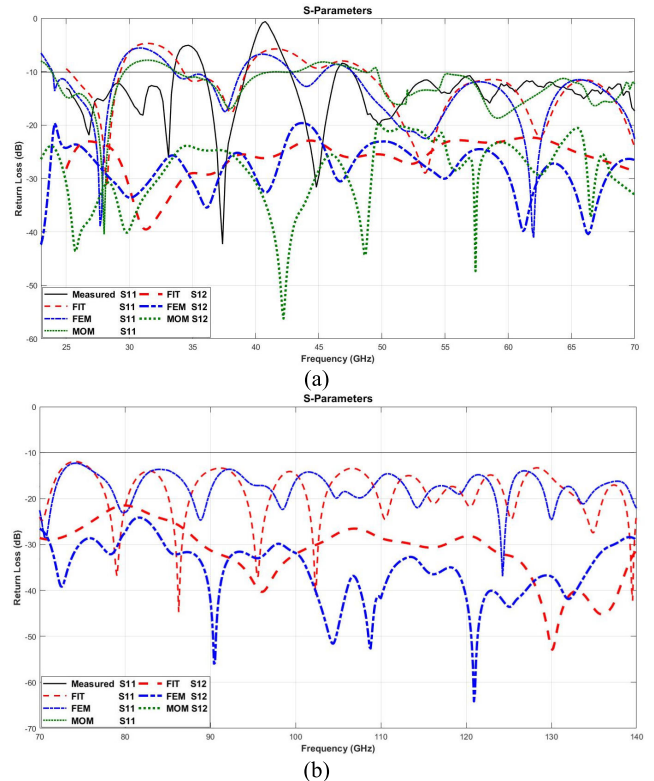 S-Parameters
0
-10
-20
-30
-40
-50
-60
Return Loss (dB)
Measured S11 FIT S12
FIT S11 FEM S12
FEM S11 MOM S12
MOM S11
25 30 35 40 45 50 55 60 65 70
Frequency (GHz)
(a)
S-Parameters
0
-10
-20
-30
-40
-50
-60
-70
Return Loss (dB)
Measured S11 FIT S12
FIT S11 FEM S12
FEM S11 MOM S12
MOM S11
70 80 90 100 110 120 130 140
Frequency (GHz)
(b)